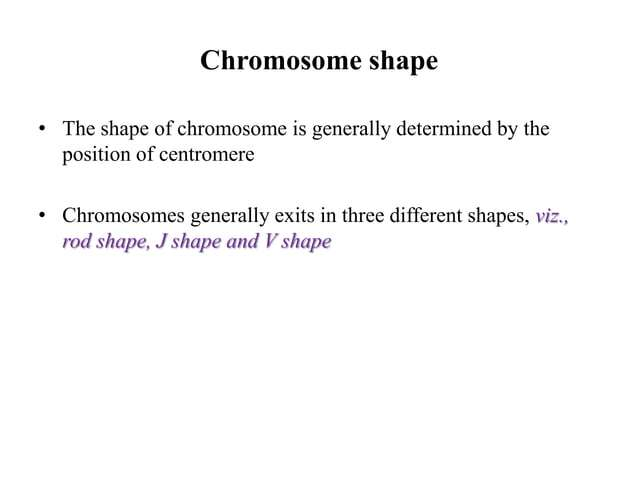 Chromosome shape
• The shape of chromosome is generally determined by the
position of centromere
• Chromosomes generally exits in three different shapes, viz.,
rod shape, J shape and V shape